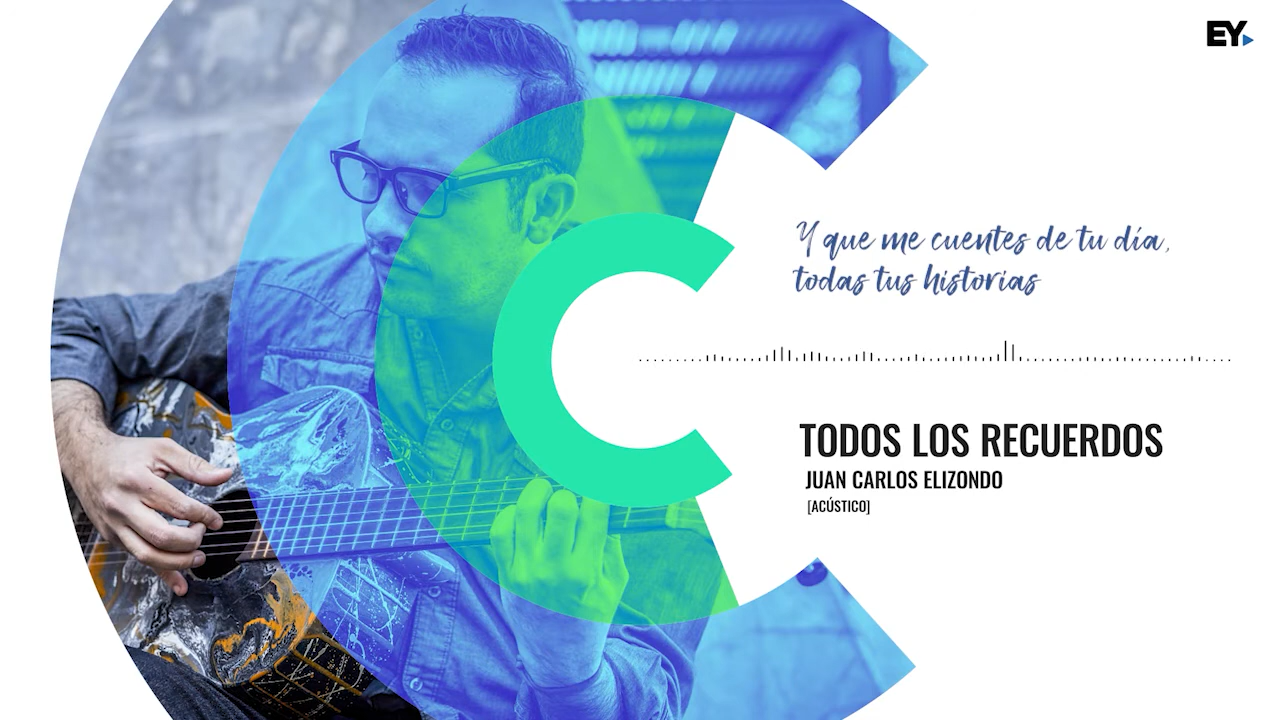 EY
Y que me cuentes de tu día,
todas tus historias
TODOS LOS RECUERDOS
JUAN CARLOS ELIZONDO
[ACÚSTICO]